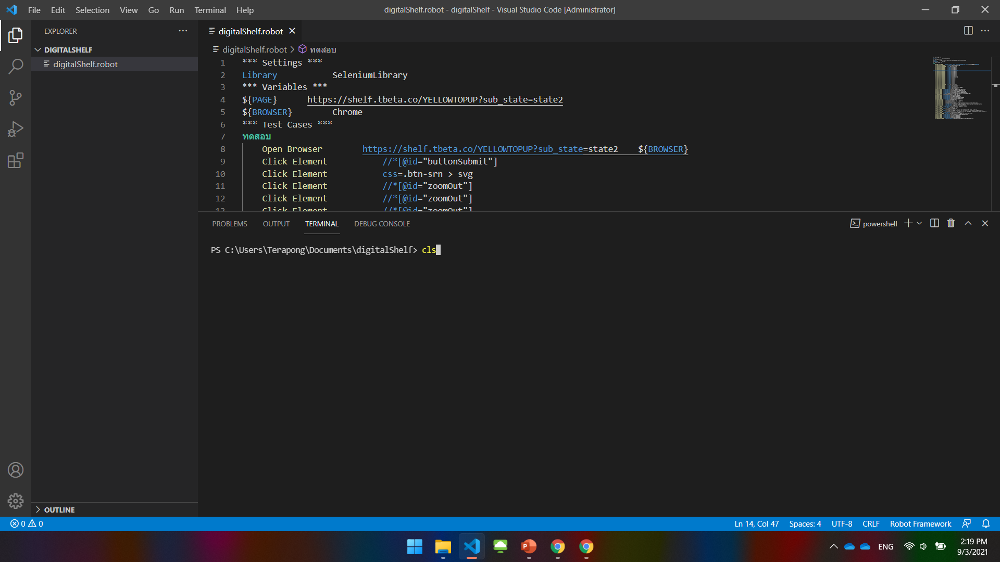 File Edit Selection View Go Run Terminal Help
digitalShelf.robot - digitalShelf - Visual Studio Code [Administrator]
EXPLORER
DIGITALSHELF
digitalShelf.robot
OUTLINE
digitalShelf.robot
digitalShelf.robot > ทดสอบ
1 *** Settings ***
2 Library SeleniumLibrary
3 *** Variables ***
4 ${PAGE} https://shelf.tbeta.co/YELLOWTOPUP?sub_state=state2
5 ${BROWSER} Chrome
6 *** Test Cases ***
7 ทดสอบ
8 Open Browser https://shelf.tbeta.co/YELLOWTOPUP?sub_state=state2 ${BROWSER}
9 Click Element //*[@id="buttonSubmit"]
10 Click Element css=.btn-srn > svg
11 Click Element //*[@id="zoomOut"]
12 Click Element //*[@id="zoomOut"]
13 Click Element //*[@id="zoomOut"]
PROBLEMS OUTPUT TERMINAL DEBUG CONSOLE
powershell
PS C:\Users\Terapong\Documents\digitalShelf> cls
0 0
Ln 14, Col 47 Spaces: 4 UTF-8 CRLF Robot Framework
ENG
2:19 PM
9/3/2021